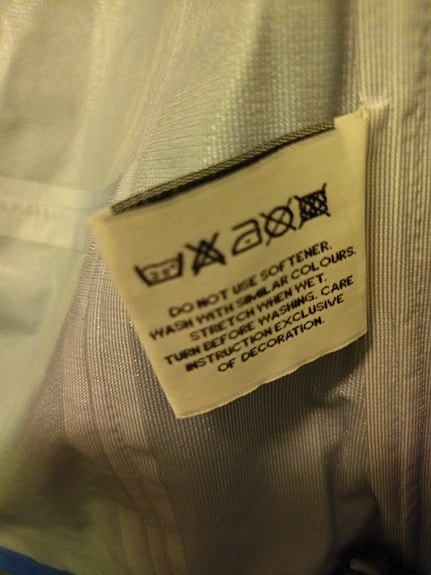 DO NOT USE SOFTENER.
WASH WITH SIMILAR COLOURS.
STRETCH WHEN WET.
TURN BEFORE WASHING. CARE
INSTRUCTION EXCLUSIVE
OF DECORATION.